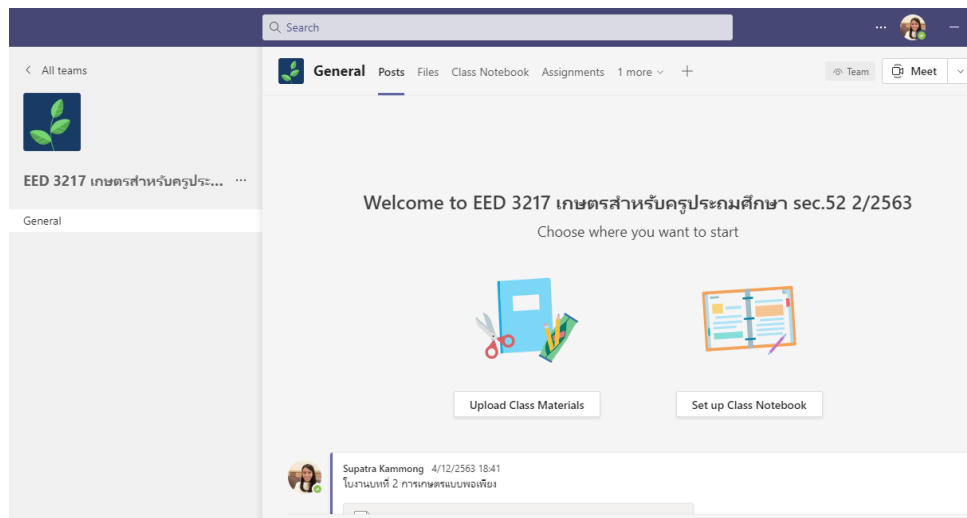 Search
All teams
EED 3217 เกษตรสำหรับครูประ...
General
General Posts Files Class Notebook Assignments 1 more
Team
Meet
Welcome to EED 3217 เกษตรสำหรับครูประถมศึกษา sec.52 2/2563
Choose where you want to start
Upload Class Materials
Set up Class Notebook
Supatra Kammong 4/12/2563 18:41
ใบงานบทที่ 2 การเกษตรแบบพอเพียง